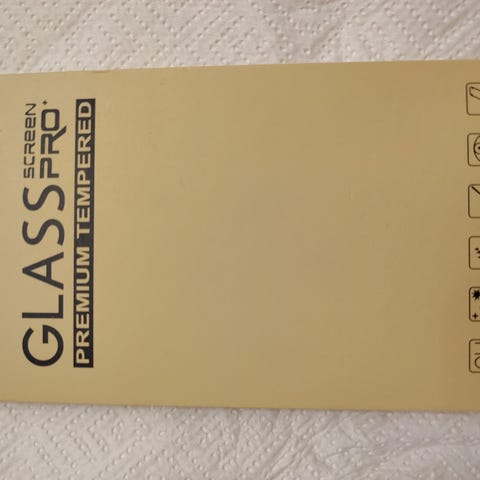 GLASS
SCREEN
PRO+
PREMIUM TEMPERED